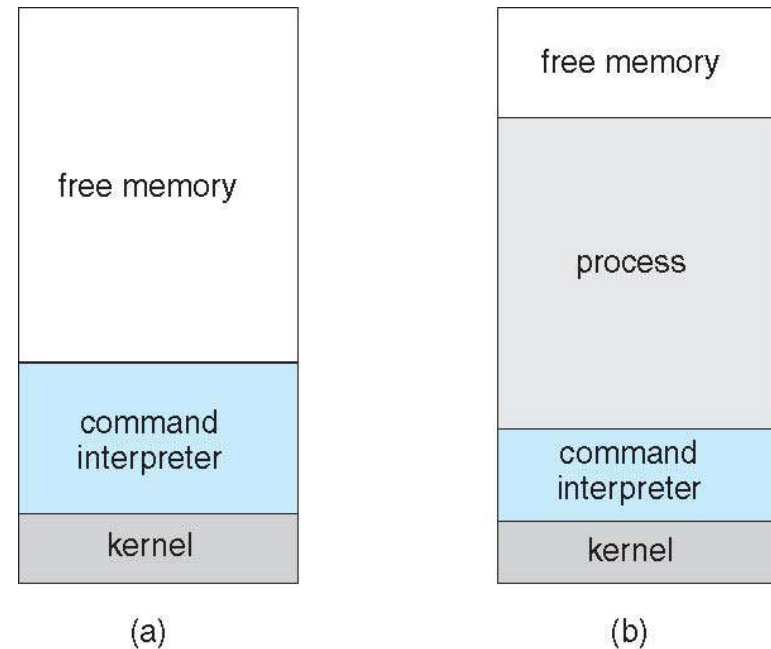 free memory
command
interpreter
kernel
(a)
free memory
process
command
interpreter
kernel
(b)